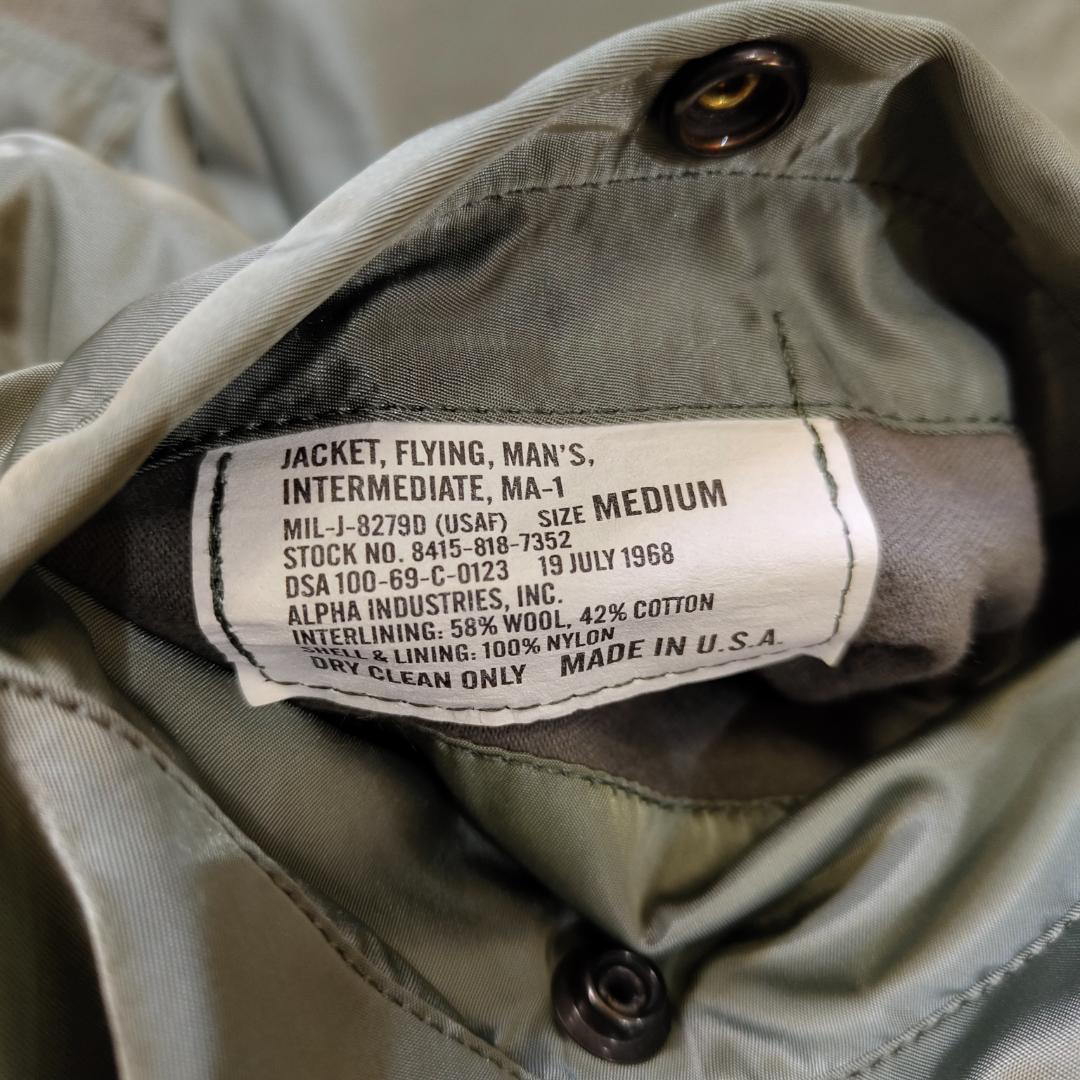 JACKET, FLYING, MAN'S,
INTERMEDIATE, MA-1
MIL-J-8279D (USAF) SIZE MEDIUM
STOCK NO. 8415-818-7352
DSA 100-69-C-0123 19 JULY 1968
ALPHA INDUSTRIES, INC.
INTERLINING: 58% WOOL, 42% COTTON
SHELL & LINING: 100% NYLON
DRY CLEAN ONLY MADE IN U.S.A.